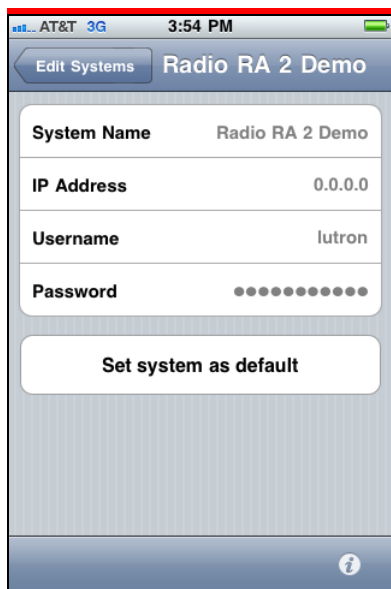 AT&T 3G 3:54 PM
Edit Systems Radio RA 2 Demo
System Name Radio RA 2 Demo
IP Address 0.0.0.0
Username lutron
Password ●●●●●●●●●●●
Set system as default
i